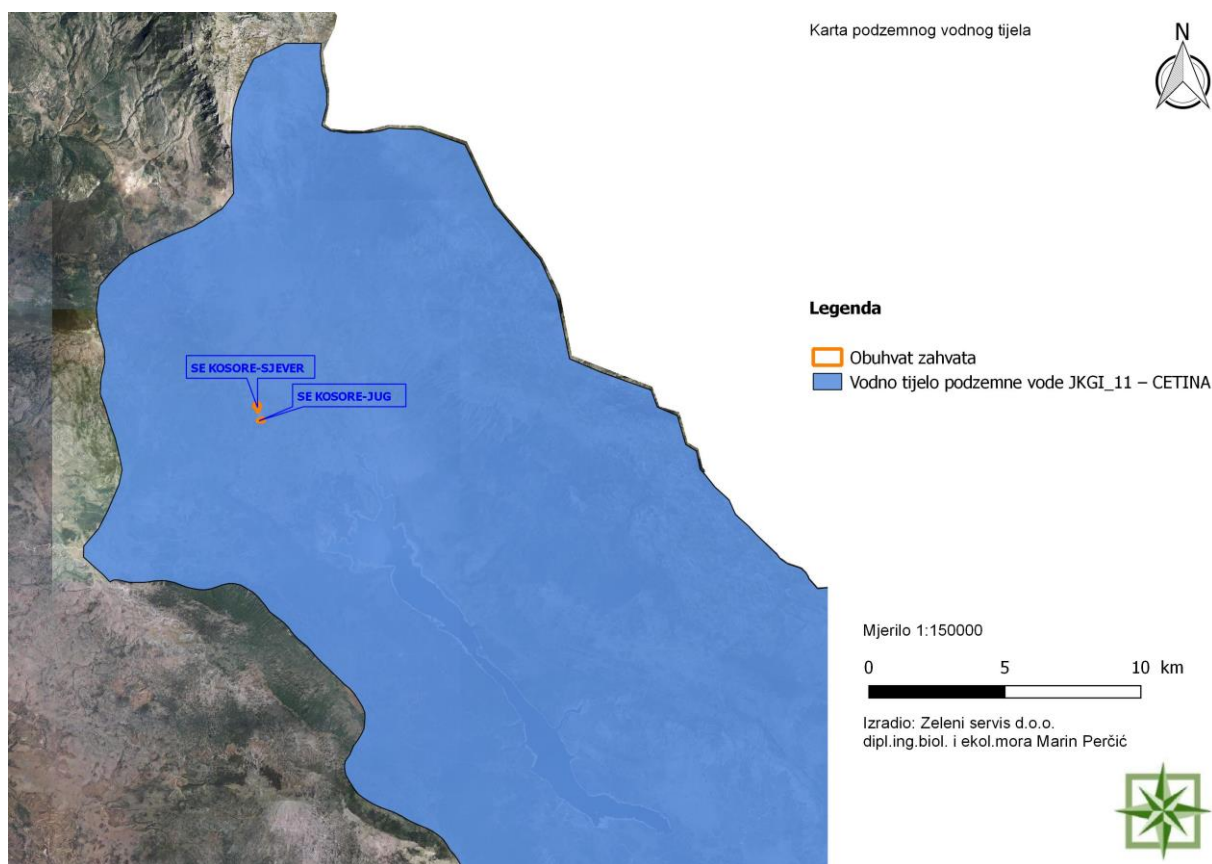 Karta podzemnog vodnog tijela
N
SE KOSORE-SJEVER
SE KOSORE-JUG
Legenda
Obuhvat zahvata
Vodno tijelo podzemne vode JKGI_11 – CETINA
Mjerilo 1:150000
0 5 10 km
Izradio: Zeleni servis d.o.o.
dipl.ing.biol. i ekol.mora Marin Perčić